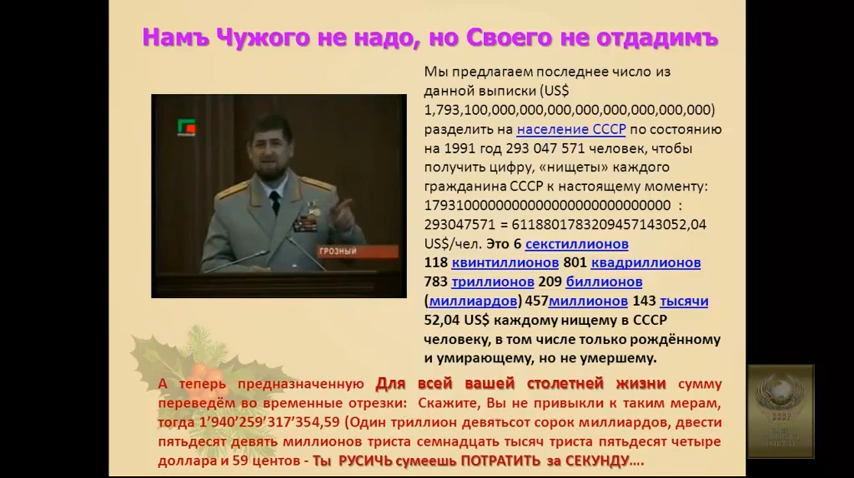 Намъ Чужого не надо, но Своего не отдадимъ
Мы предлагаем последнее число из
данной выписки (US$
1,793,100,000,000,000,000,000,000,000,000)
разделить на население СССР по состоянию
на 1991 год 293 047 571 человек, чтобы
получить цифру, «нищеты» каждого
гражданина СССР к настоящему моменту:
1793100000000000000000000000000 :
293047571 = 6118801783209457143052,04
US$/чел. Это 6 секстиллионов
118 квинтиллионов 801 квадриллионов
783 триллионов 209 биллионов
(миллиардов) 457миллионов 143 тысячи
52,04 US$ каждому нищему в СССР
человеку, в том числе только рождённому
и умирающему, но не умершему.
ГРОЗНЫЙ
А теперь предназначенную Для всей вашей столетней жизни сумму
переведём во временные отрезки: Скажите, Вы не привыкли к таким мерам,
тогда 1’940’259’317’354,59 (Один триллион девятьсот сорок миллиардов, двести
пятьдесят девять миллионов триста семнадцать тысяч триста пятьдесят четыре
доллара и 59 центов - Ты РУСИЧЬ сумеешь ПОТРАТИТЬ за СЕКУНДУ….